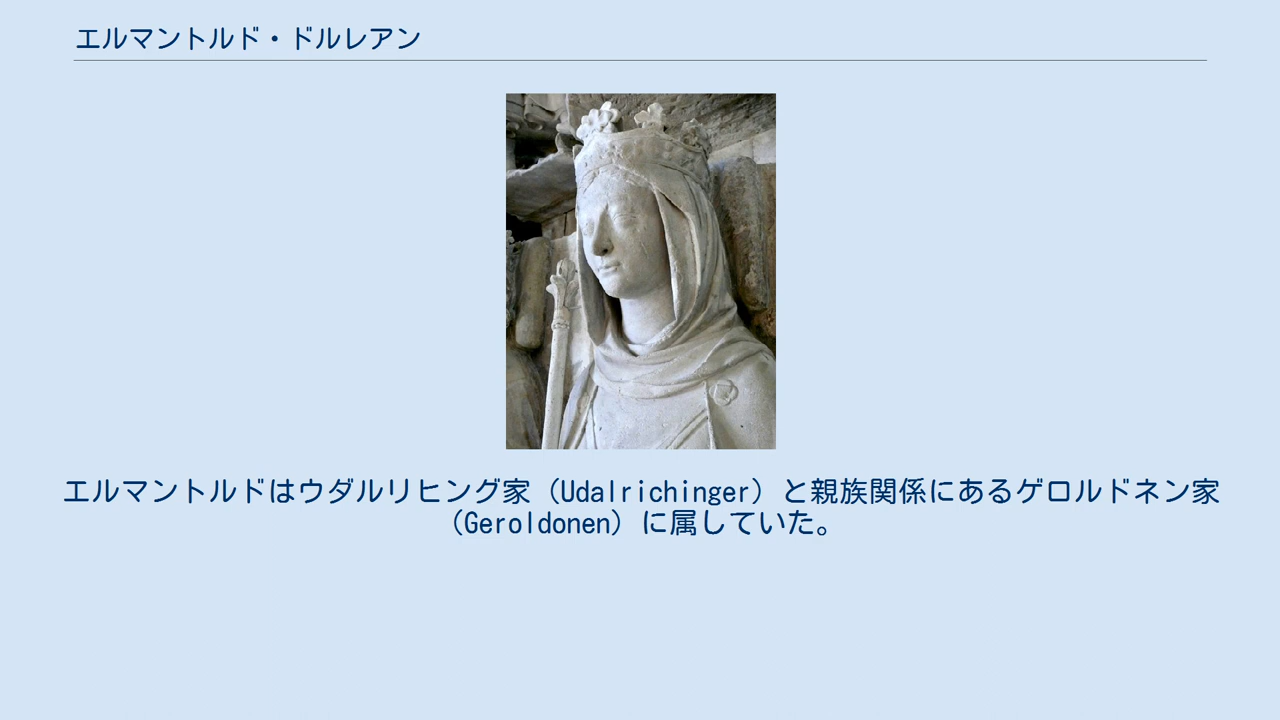 エルマントルド・ドルレアン
エルマントルドはウダルリヒング家（Udalrichinger）と親族関係にあるゲロルドネン家
（Geroldonen）に属していた。